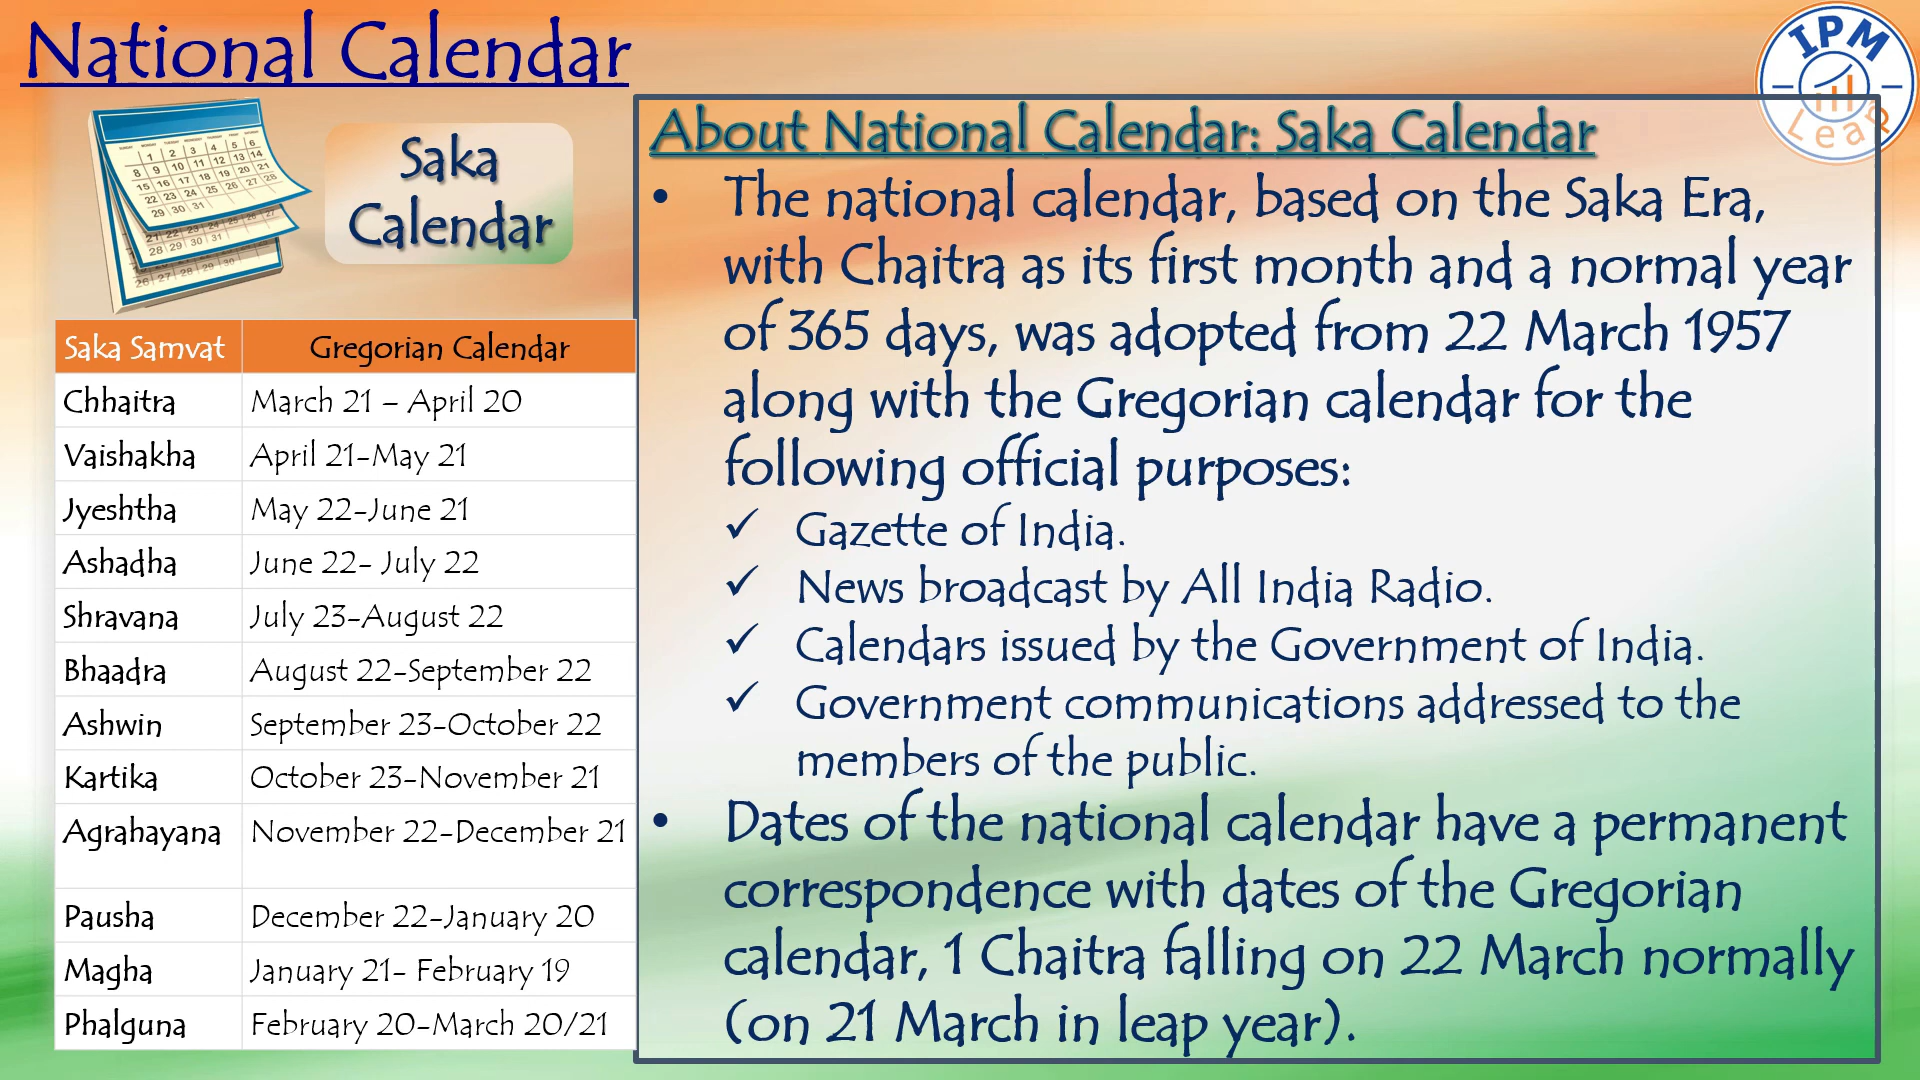 National Calendar
IPM
Leap
Saka
Calendar
Saka Samvat Gregorian Calendar
Chhaitra March 21 – April 20
Vaishakha April 21-May 21
Jyeshtha May 22-June 21
Ashadha June 22- July 22
Shravana July 23-August 22
Bhaadra August 22-September 22
Ashwin September 23-October 22
Kartika October 23-November 21
Agrahayana November 22-December 21
Pausha December 22-January 20
Magha January 21- February 19
Phalguna February 20-March 20/21
About National Calendar: Saka Calendar
• The national calendar, based on the Saka Era,
with Chaitra as its first month and a normal year
of 365 days, was adopted from 22 March 1957
along with the Gregorian calendar for the
following official purposes:
✓ Gazette of India.
✓ News broadcast by All India Radio.
✓ Calendars issued by the Government of India.
✓ Government communications addressed to the
members of the public.
• Dates of the national calendar have a permanent
correspondence with dates of the Gregorian
calendar, 1 Chaitra falling on 22 March normally
(on 21 March in leap year).